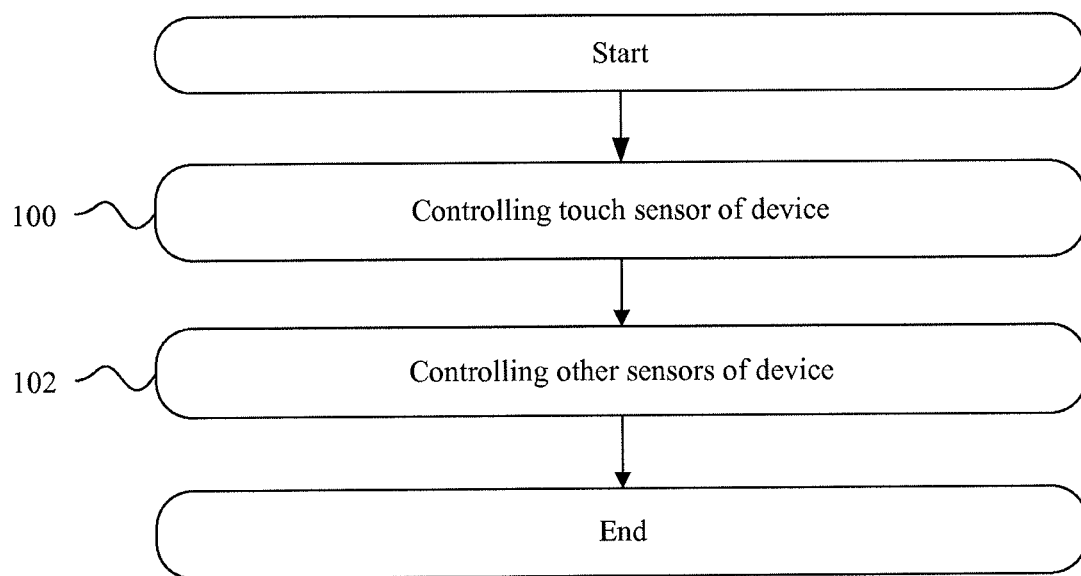 Start
100
Controlling touch sensor of device
102
Controlling other sensors of device
End